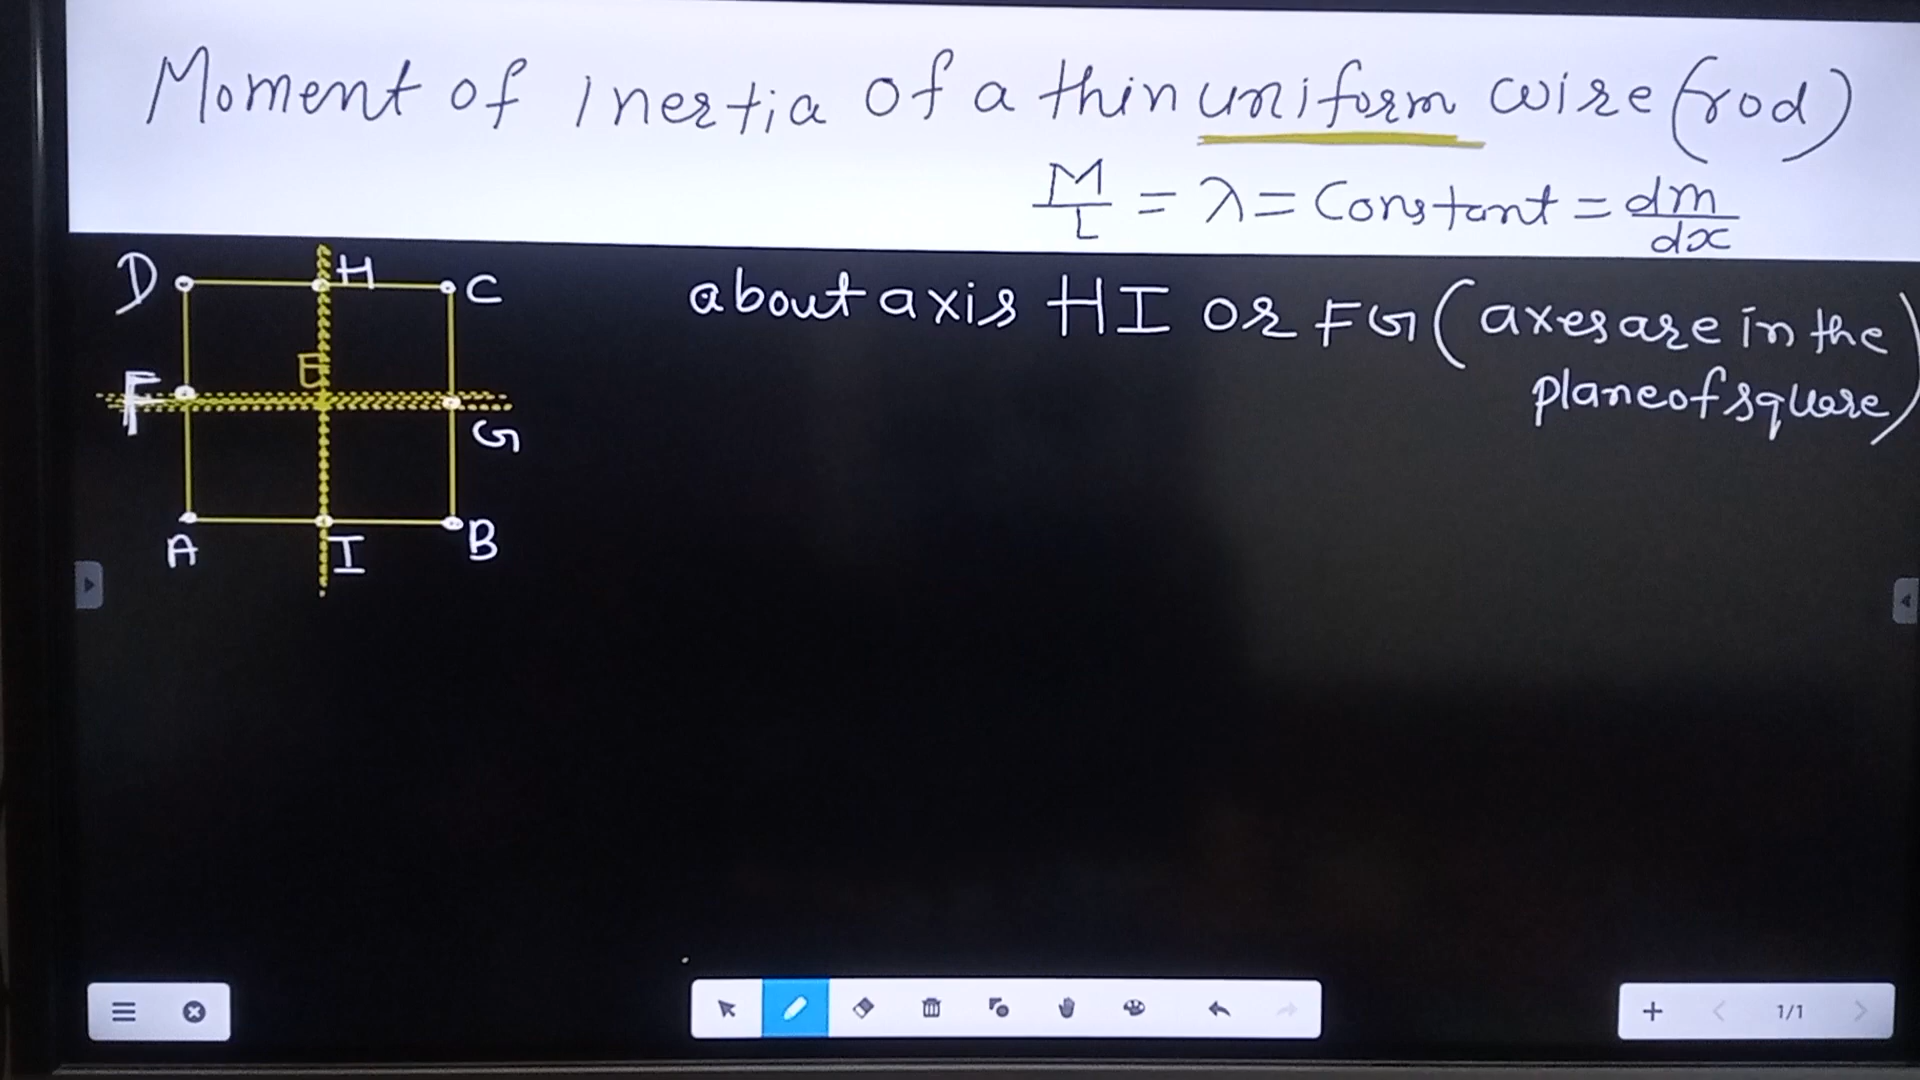 Moment of Inertia of a thin uniform wire (rod)
M/L = λ = Constant = dm/dx
about axis HI or FG (axes are in the
plane of square)
D H C
E
F
G
A I B
1/1